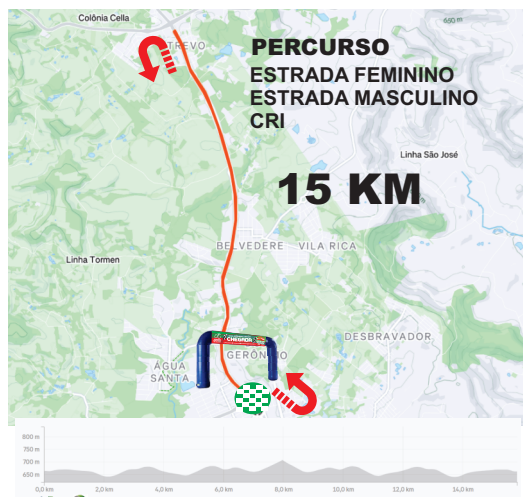 Colônia Cella
650 m
TREVO
PERCURSO
ESTRADA FEMININO
ESTRADA MASCULINO
CRI
Linha São José
15 KM
BELVEDERE
VILA RICA
Linha Tormen
CHEGADA
GERÔNIMO
DESBRAVADOR
ÁGUA
SANTA
800 m
750 m
700 m
650 m
0,0 km
2,0 km
4,0 km
6,0 km
8,0 km
10,0 km
12,0 km
14,0 km